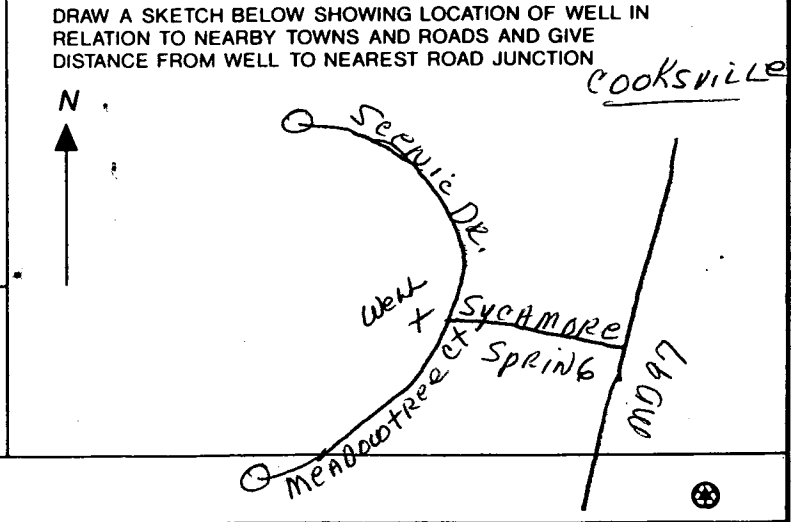 DRAW A SKETCH BELOW SHOWING LOCATION OF WELL IN
RELATION TO NEARBY TOWNS AND ROADS AND GIVE
DISTANCE FROM WELL TO NEAREST ROAD JUNCTION
COOKSVILLE
N
SCENIC DR.
Well
X
SYCAMORE
SPRING
MEADOWTREE CT
MD97